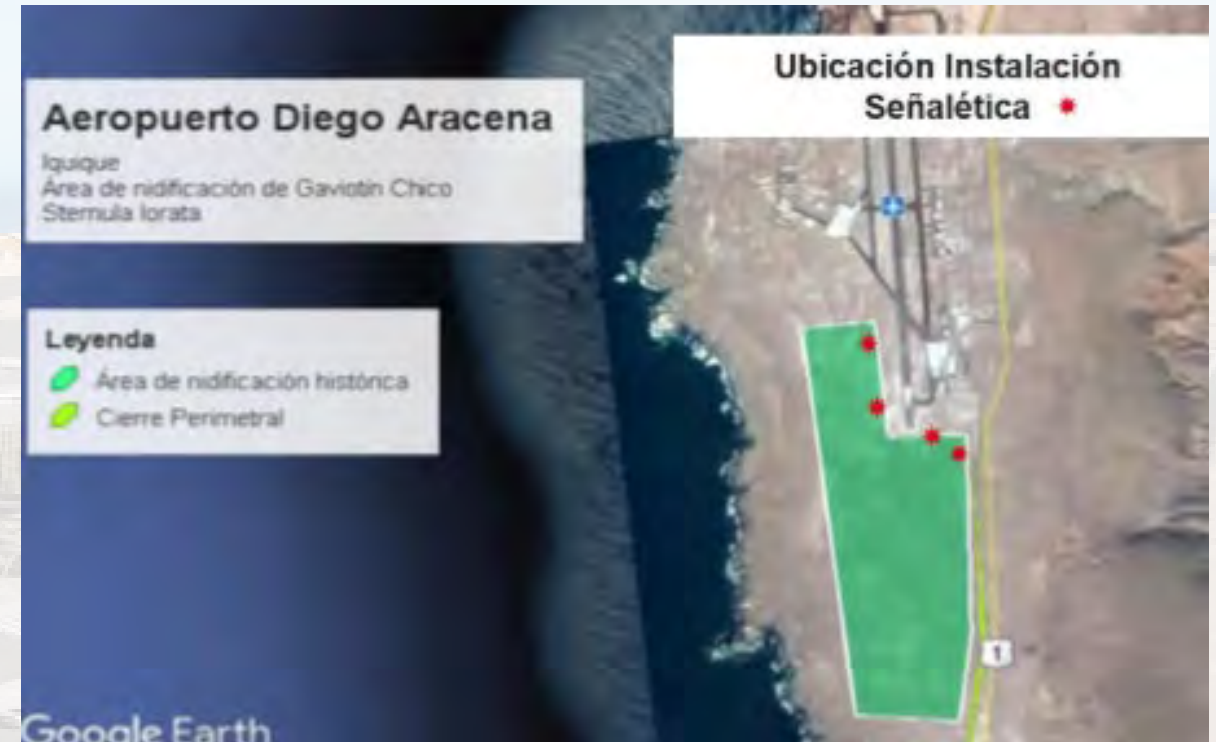 Ubicación Instalación
Señalética
Aeropuerto Diego Aracena
Iquique
Área de nidificación de Gaviotín Chico
Sternula lorata
Leyenda
Área de nidificación histórica
Cierre Perimetral
1
Google Earth